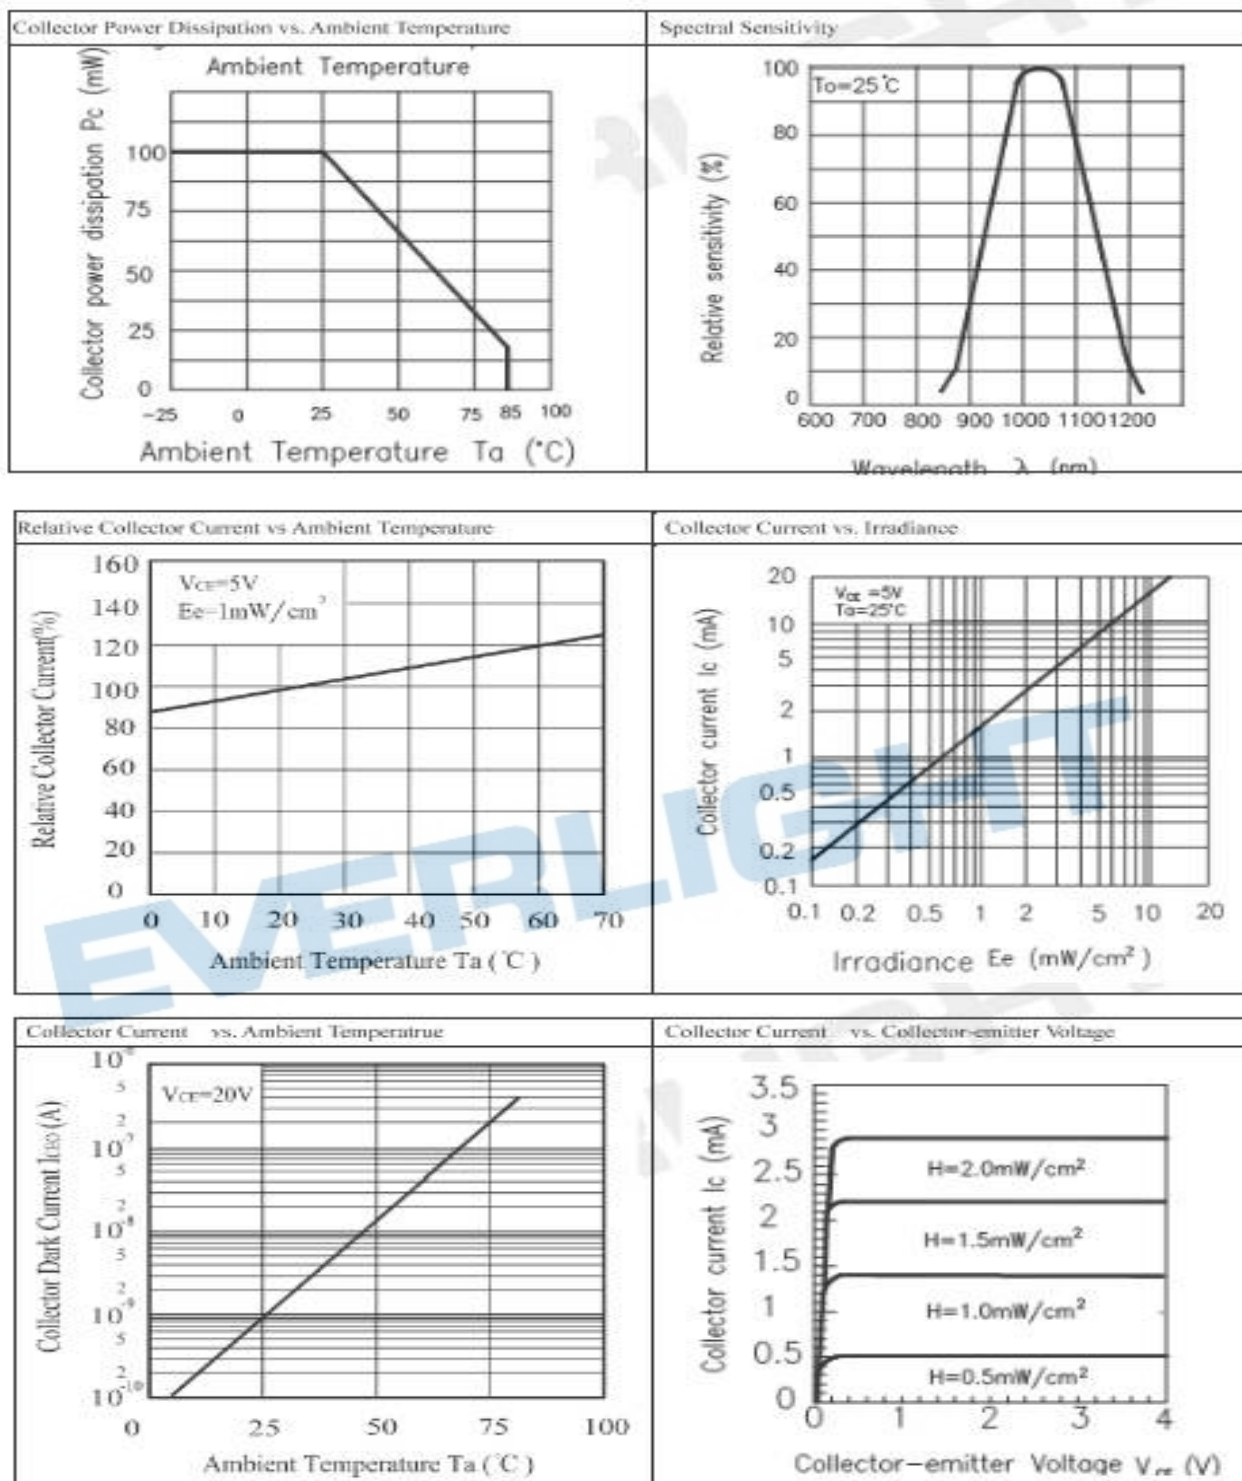 Collector Power Dissipation vs. Ambient Temperature
Ambient Temperature
Collector power dissipation Pc (mW)
100
75
50
25
0
-25 0 25 50 75 85 100
Ambient Temperature Ta (°C)
Spectral Sensitivity
Ta=25°C
Relative sensitivity (%)
100
80
60
40
20
0
600 700 800 900 1000 1100 1200
Wavelength λ (nm)
Relative Collector Current vs Ambient Temperature
VCE=5V
Ee=1mW/cm²
Relative Collector Current(%)
160
140
120
100
80
60
40
20
0
0 10 20 30 40 50 60 70
Ambient Temperature Ta (°C)
Collector Current vs. Irradiance
VCE =5V
Ta=25°C
Collector current Ic (mA)
20
10
5
2
1
0.5
0.2
0.1
0.1 0.2 0.5 1 2 5 10 20
Irradiance Ee (mW/cm²)
EVERLIGHT
Collector Current vs. Ambient Temperatrue
VCE=20V
Collector Dark Current ICEO (A)
5
2
10⁻⁷
5
2
10⁻⁸
5
2
10⁻⁹
5
2
10⁻¹⁰
0 25 50 75 100
Ambient Temperature Ta (°C)
Collector Current vs. Collector-emitter Voltage
Collector current Ic (mA)
3.5
3
2.5
2
1.5
1
0.5
0
H=2.0mW/cm²
H=1.5mW/cm²
H=1.0mW/cm²
H=0.5mW/cm²
0 1 2 3 4
Collector-emitter Voltage VCE (V)